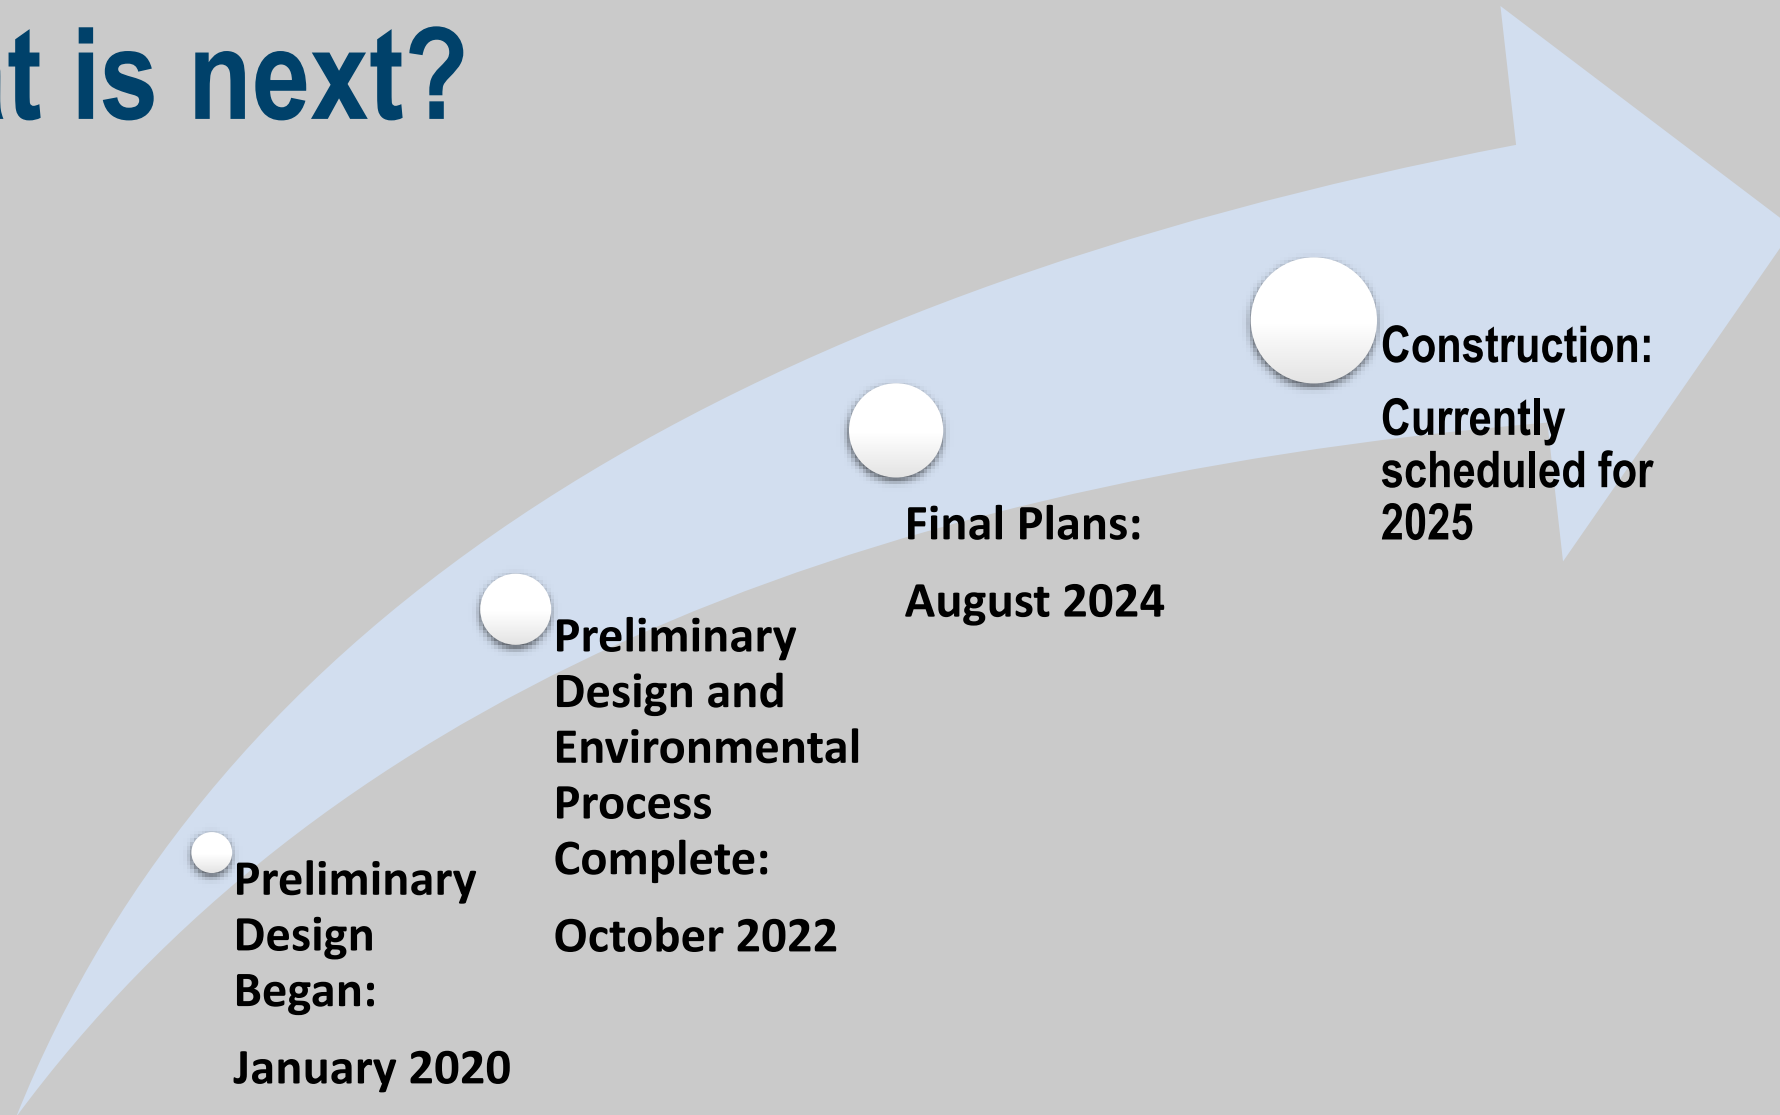 t is next?
Preliminary
Design
Began:
January 2020
Preliminary
Design and
Environmental
Process
Complete:
October 2022
Final Plans:
August 2024
Construction:
Currently
scheduled for
2025